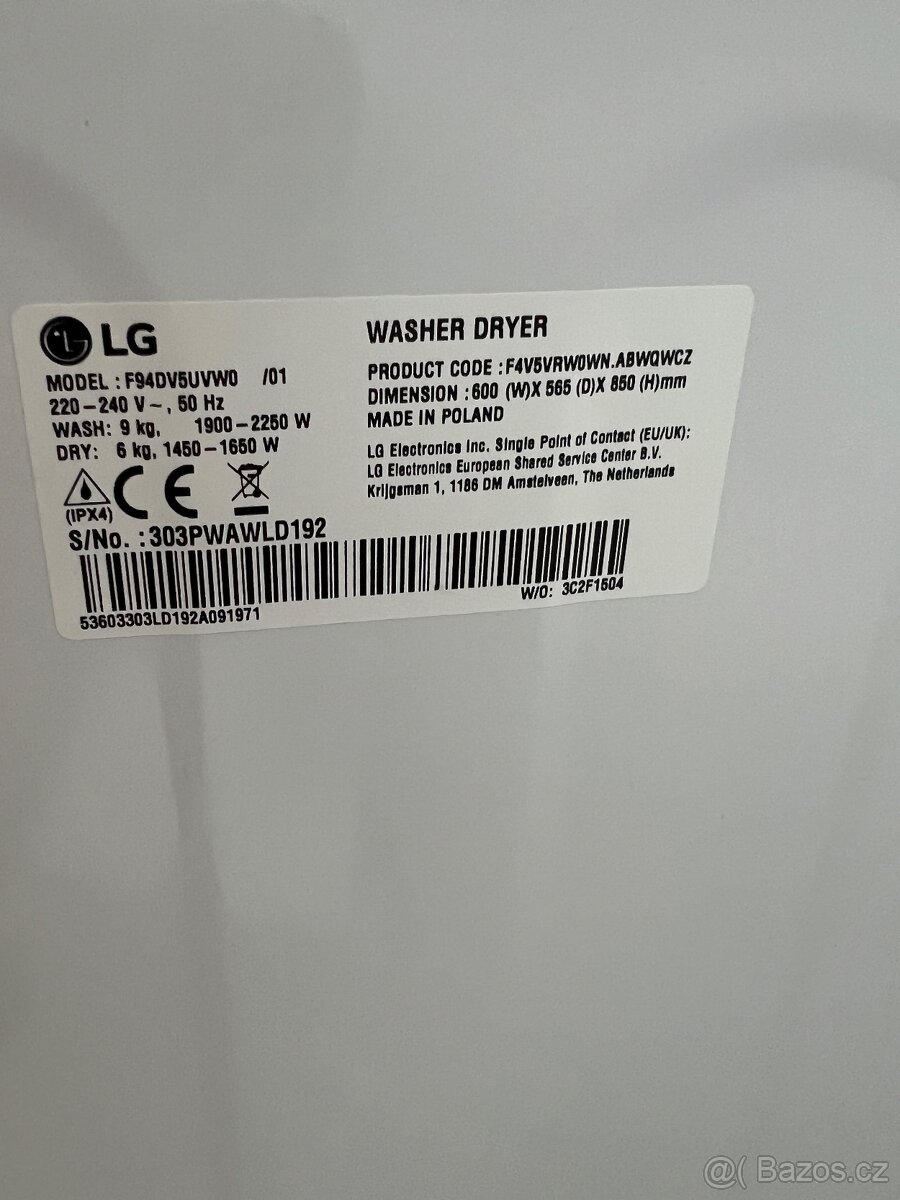 LG
MODEL : F94DV5UVW0 /01
220-240 V~, 50 Hz
WASH: 9 kg, 1900-2250 W
DRY: 6 kg, 1450-1650 W
(IPX4)
CE
S/No. : 303PWAWLD192
53603303LD192A091971
WASHER DRYER
PRODUCT CODE : F4V5VRW0WN.ABWQWCZ
DIMENSION : 600 (W)X 565 (D)X 850 (H)mm
MADE IN POLAND
LG Electronics Inc. Single Point of Contact (EU/UK):
LG Electronics European Shared Service Center B.V.
Krijgsman 1, 1186 DM Amstelveen, The Netherlands
W/O: 3C2F1504
@( Bazos.cz